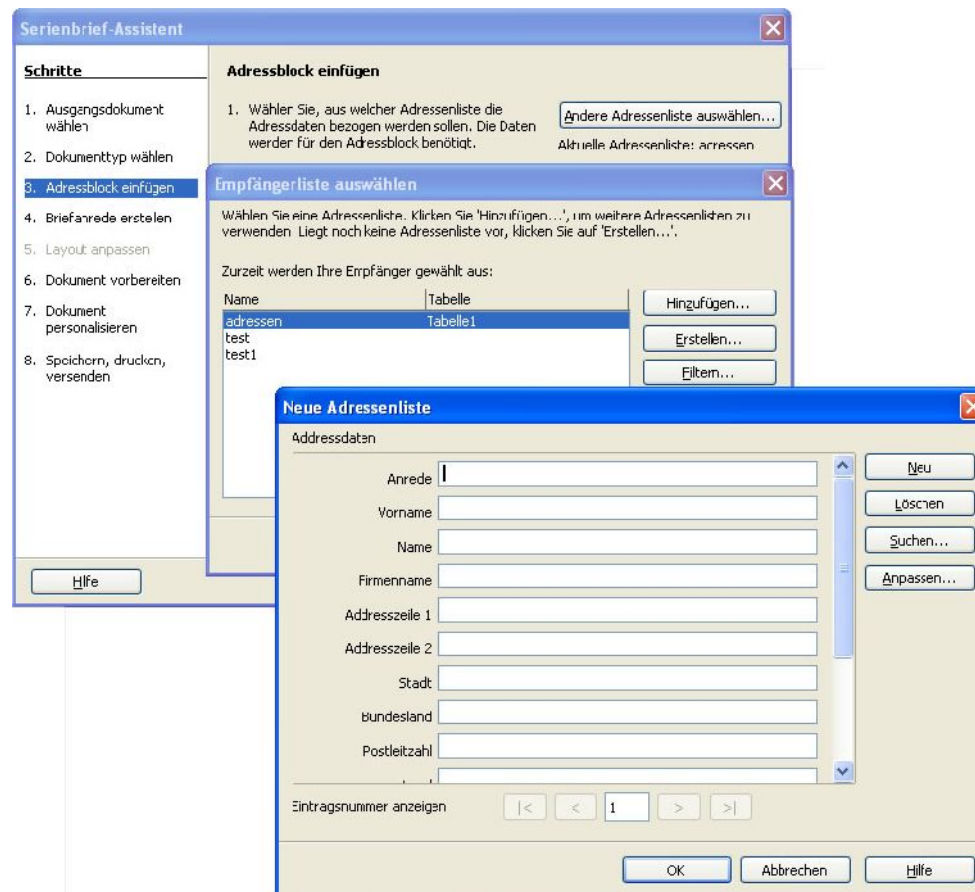 Serienbrief-Assistent
Schritte
1. Ausgangsdokument
wählen
2. Dokumenttyp wählen
3. Adressblock einfügen
4. Briefanrede erstellen
5. Layout anpassen
6. Dokument vorbereiten
7. Dokument
personalisieren
8. Speichern, drucken,
versenden
Hilfe
Adressblock einfügen
1. Wählen Sie, aus welcher Adressenliste die
Adressdaten bezogen werden sollen. Die Daten
werden für den Adressblock benötigt.
Andere Adressenliste auswählen...
Aktuelle Adressenliste: adressen
Empfängerliste auswählen
Wählen Sie eine Adressenliste. Klicken Sie 'Hinzufügen...', um weitere Adressenlisten zu
verwenden. Liegt noch keine Adressenliste vor, klicken Sie auf 'Erstellen...'.
Zurzeit werden Ihre Empfänger gewählt aus:
Name Tabelle
adressen Tabelle1
test
test1
Hinzufügen...
Erstellen...
Filtern...
Neue Adressenliste
Addressdaten
Anrede
Vorname
Name
Firmenname
Addresszeile 1
Addresszeile 2
Stadt
Bundesland
Postleitzahl
Neu
Löschen
Suchen...
Anpassen...
Eintragsnummer anzeigen |< < 1 > >|
OK Abbrechen Hilfe